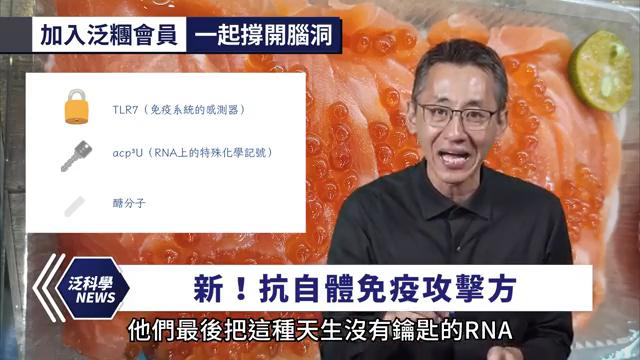 加入泛糰會員
一起撐開腦洞
TLR7（免疫系統的感測器）
acp³U（RNA上的特殊化學記號）
醣分子
泛科學
NEWS
新！抗自體免疫攻擊方
他們最後把這種天生沒有鑰匙的RNA